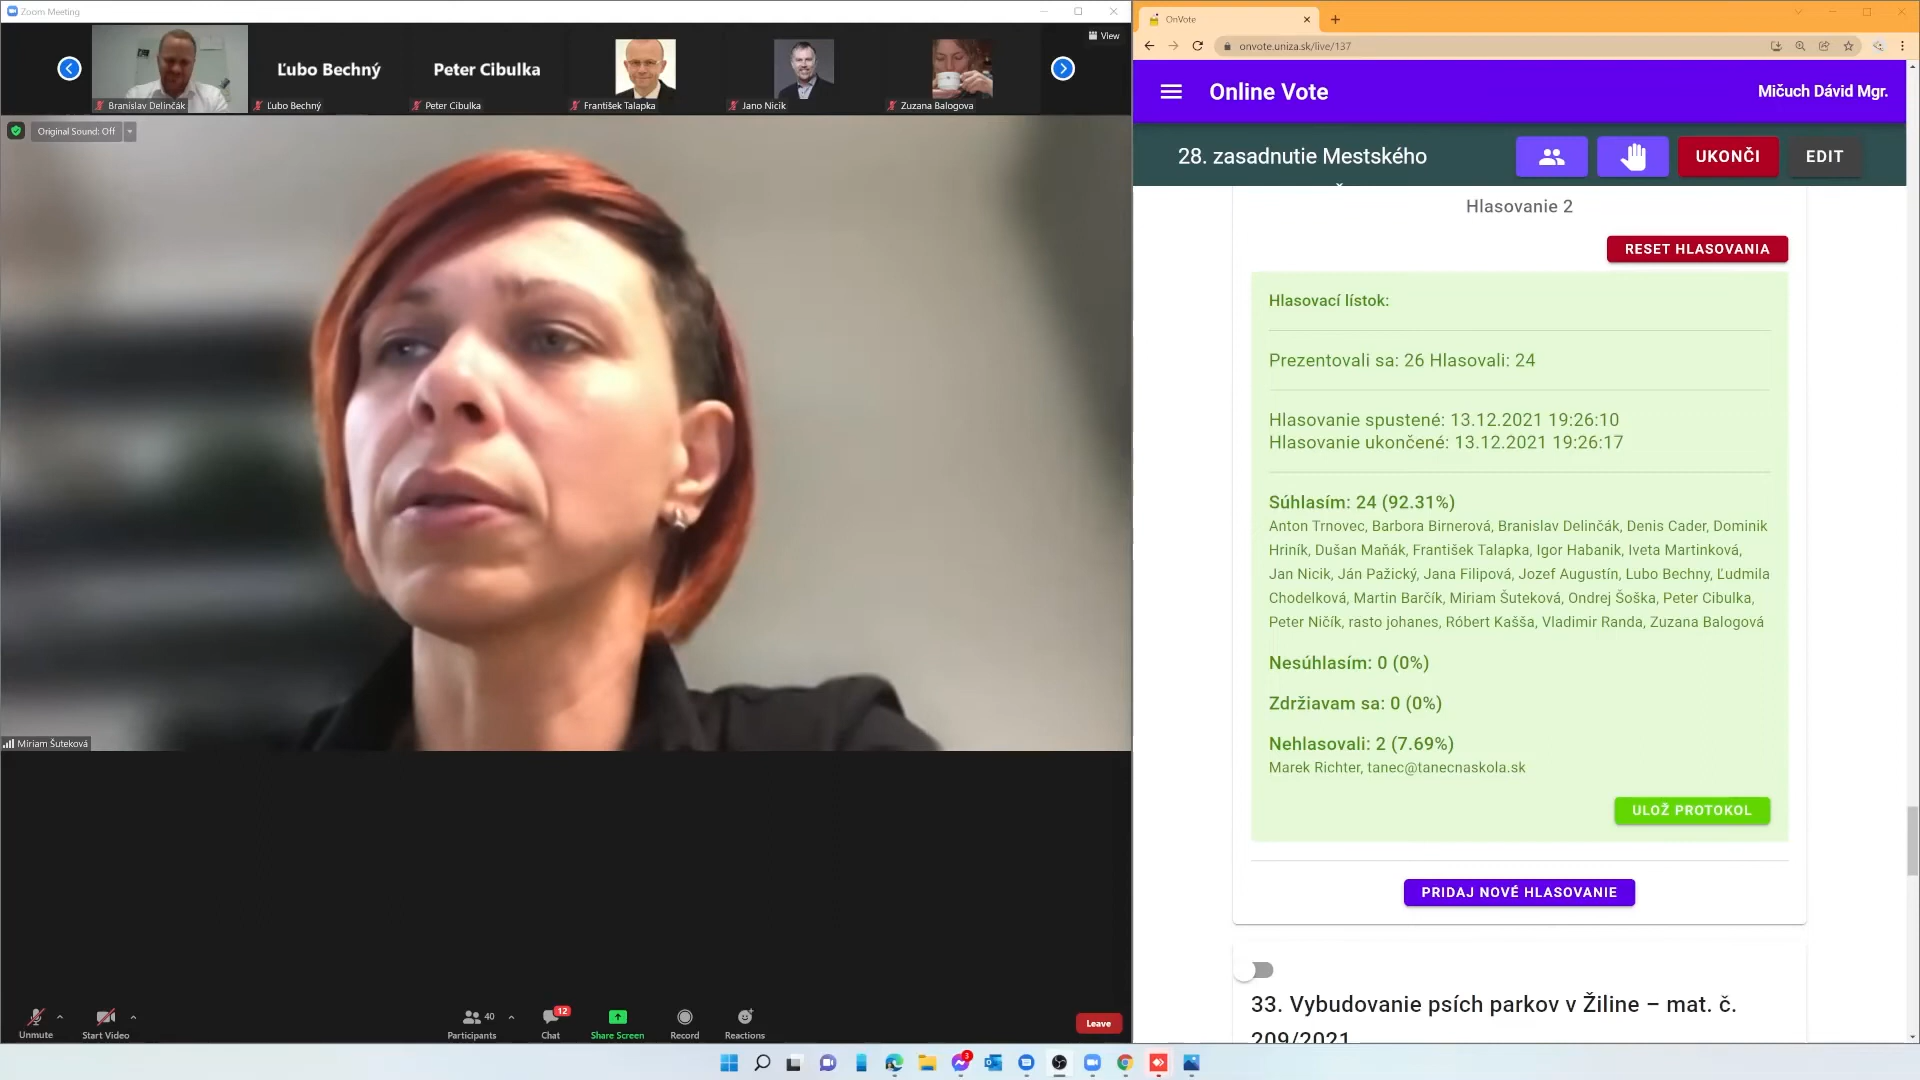 Zoom Meeting
View
Ľubo Bechný
Peter Cibulka
Branislav Delinčák
Ľubo Bechný
Peter Cibulka
František Talapka
Jano Nicík
Zuzana Balogova
Original Sound: Off
Miriam Šuteková
Unmute
Start Video
40
Participants
12
Chat
Share Screen
Record
Reactions
Leave
OnVote
onvote.uniza.sk/live/137
Online Vote
Mičuch Dávid Mgr.
28. zasadnutie Mestského
UKONČI
EDIT
Hlasovanie 2
RESET HLASOVANIA
Hlasovací lístok:
Prezentovali sa: 26 Hlasovali: 24
Hlasovanie spustené: 13.12.2021 19:26:10
Hlasovanie ukončené: 13.12.2021 19:26:17
Súhlasím: 24 (92.31%)
Anton Trnovec, Barbora Birnerová, Branislav Delinčák, Denis Cader, Dominik
Hriník, Dušan Maňák, František Talapka, Igor Habanik, Iveta Martinková,
Jan Nicik, Ján Pažický, Jana Filipová, Jozef Augustín, Lubo Bechny, Ľudmila
Chodelková, Martin Barčík, Miriam Šuteková, Ondrej Šoška, Peter Cibulka,
Peter Ničík, rasto johanes, Róbert Kašša, Vladimir Randa, Zuzana Balogová
Nesúhlasím: 0 (0%)
Zdržiavam sa: 0 (0%)
Nehlasovali: 2 (7.69%)
Marek Richter, tanec@tanecnaskola.sk
ULOŽ PROTOKOL
PRIDAJ NOVÉ HLASOVANIE
33. Vybudovanie psích parkov v Žiline – mat. č.
209/2021
3